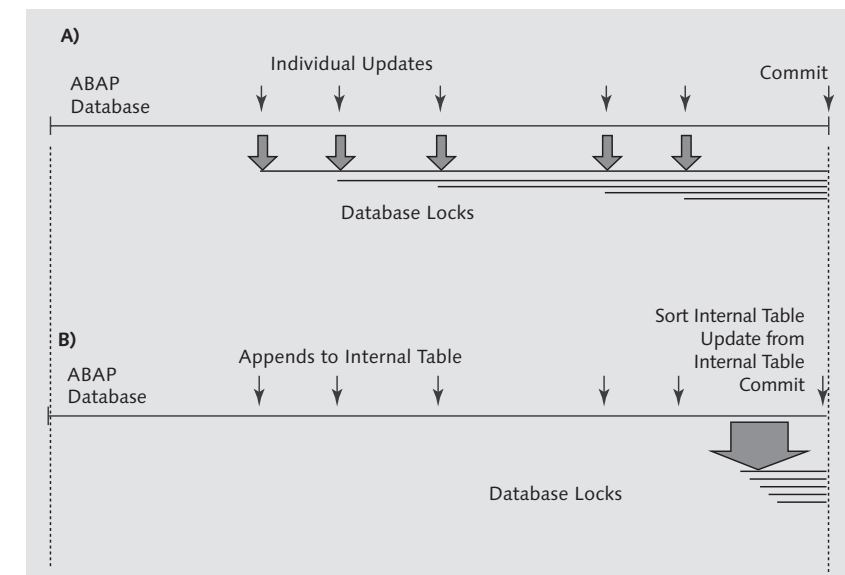 A)
Individual Updates
ABAP
Database
Commit
Database Locks
B)
Sort Internal Table
Update from
Internal Table
Commit
Appends to Internal Table
ABAP
Database
Database Locks